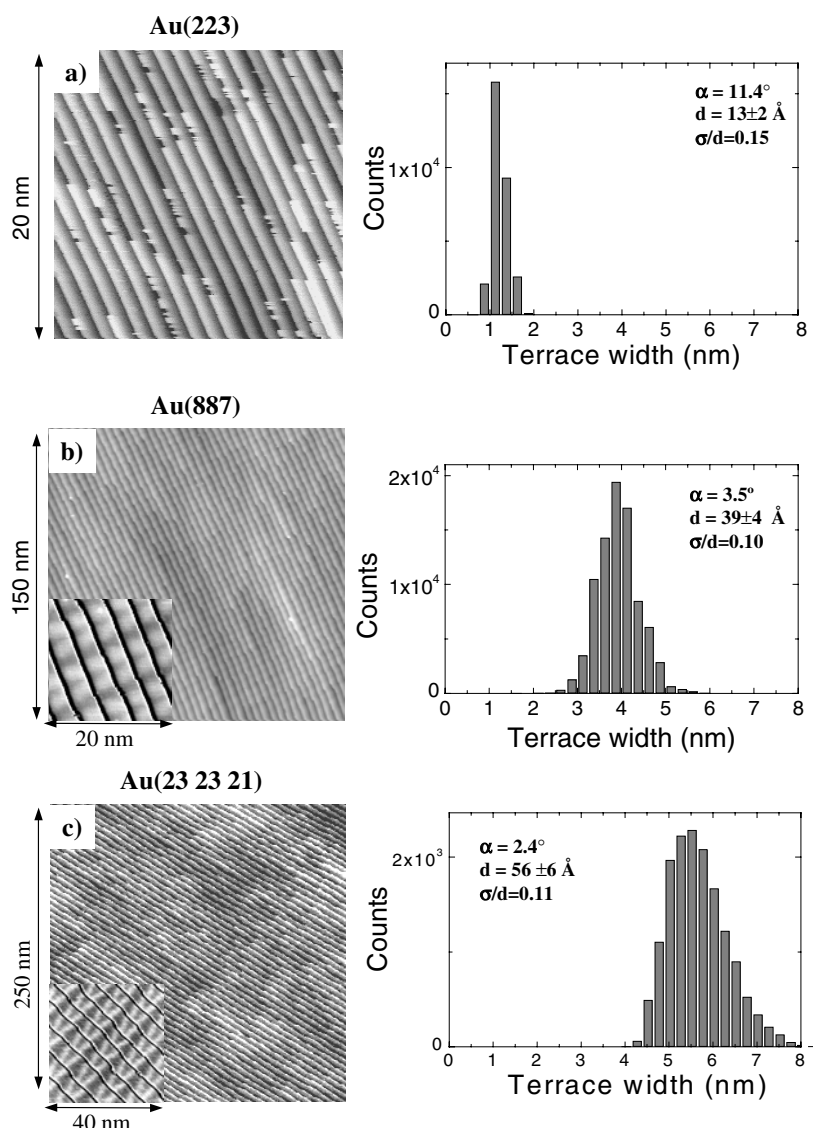 Au(223)
a)
20 nm
α = 11.4°
d = 13±2 Å
σ/d=0.15
Counts
1x10⁴
0
0 1 2 3 4 5 6 7 8
Terrace width (nm)
Au(887)
b)
150 nm
20 nm
α = 3.5º
d = 39±4 Å
σ/d=0.10
Counts
2x10⁴
1x10⁴
0
0 1 2 3 4 5 6 7 8
Terrace width (nm)
Au(23 23 21)
c)
250 nm
40 nm
α = 2.4°
d = 56 ±6 Å
σ/d=0.11
Counts
2x10³
0
0 1 2 3 4 5 6 7 8
Terrace width (nm)